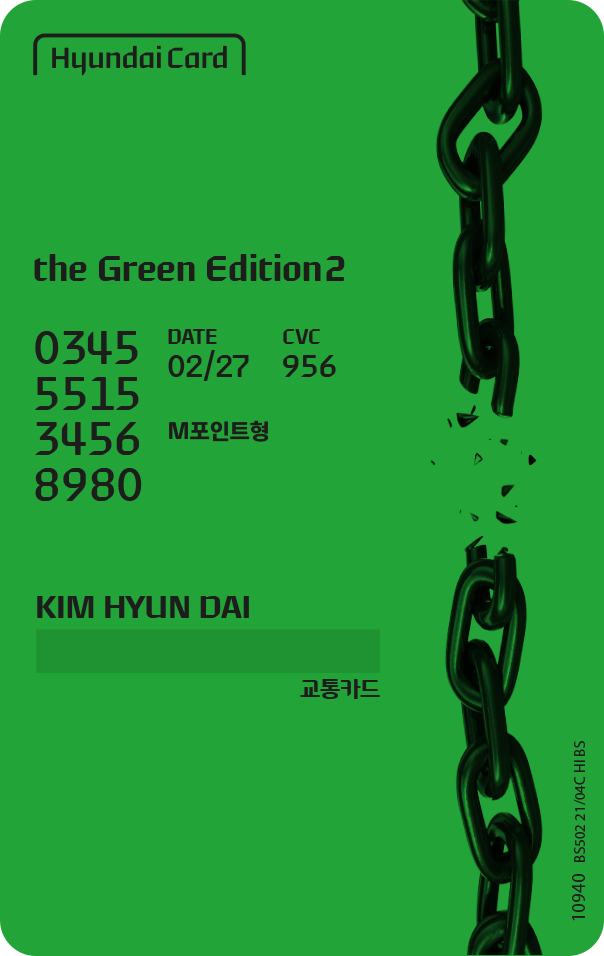 Hyundai Card
the Green Edition2
0345
5515
3456
8980
DATE
02/27
CVC
956
M포인트형
KIM HYUN DAI
교통카드
10940 BS502 21/04C HI BS